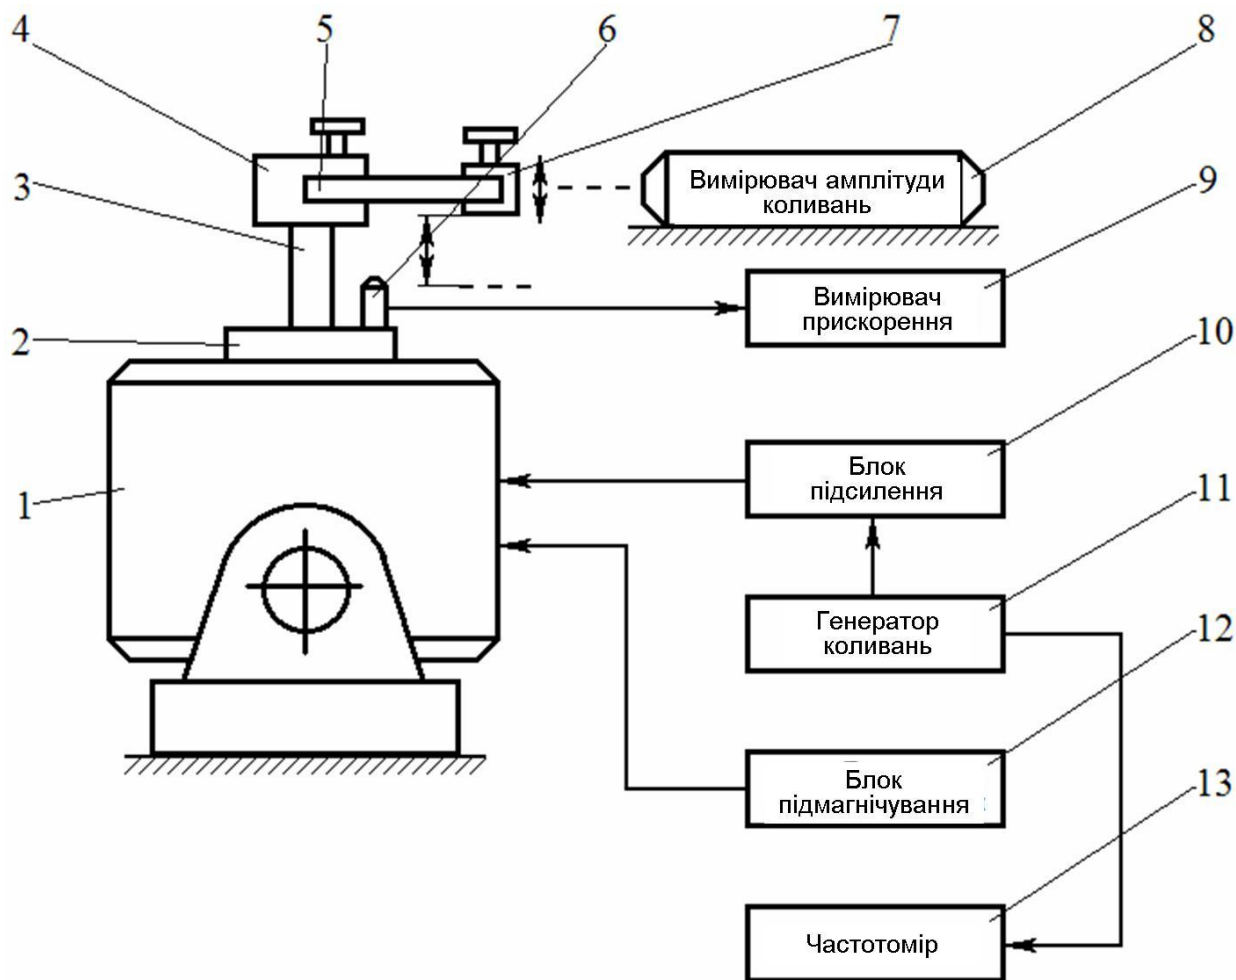 4 5 6 7 8
Вимірювач амплітуди
коливань
3
9
Вимірювач
прискорення
2
10
Блок
підсилення
1
11
Генератор
коливань
12
Блок
підмагнічування
13
Частотомір